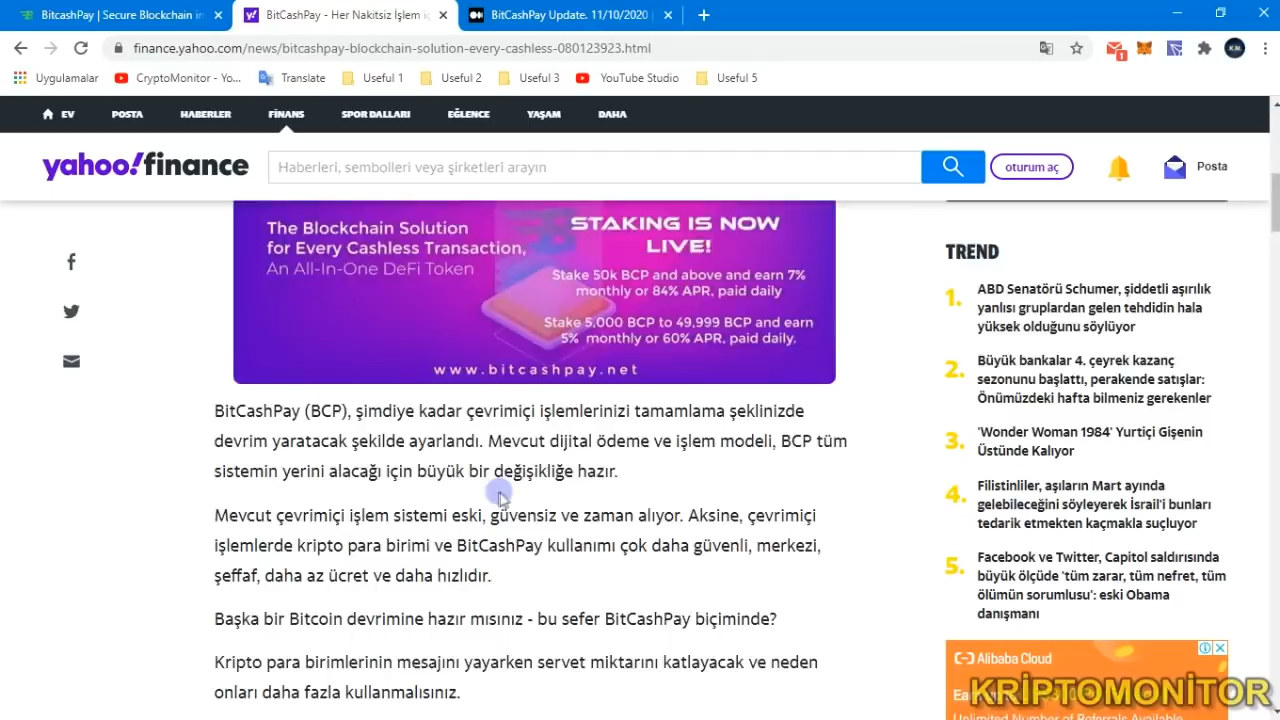 BitcashPay | Secure Blockchain in
BitCashPay - Her Nakitsiz İşlem iç
BitCashPay Update. 11/10/2020
finance.yahoo.com/news/bitcashpay-blockchain-solution-every-cashless-080123923.html
1
K.M.
Uygulamalar
CryptoMonitor - Yo...
Translate
Useful 1
Useful 2
Useful 3
YouTube Studio
Useful 5
EV
POSTA
HABERLER
FİNANS
SPOR DALLARI
EĞLENCE
YAŞAM
DAHA
yahoo!finance
Haberleri, sembolleri veya şirketleri arayın
oturum aç
Posta
The Blockchain Solution
for Every Cashless Transaction,
An All-In-One DeFi Token
STAKING IS NOW
LIVE!
Stake 50k BCP and above and earn 7%
monthly or 84% APR, paid daily
Stake 5,000 BCP to 49,999 BCP and earn
5% monthly or 60% APR, paid daily.
www.bitcashpay.net
BitCashPay (BCP), şimdiye kadar çevrimiçi işlemlerinizi tamamlama şeklinizde
devrim yaratacak şekilde ayarlandı. Mevcut dijital ödeme ve işlem modeli, BCP tüm
sistemin yerini alacağı için büyük bir değişikliğe hazır.
Mevcut çevrimiçi işlem sistemi eski, güvensiz ve zaman alıyor. Aksine, çevrimiçi
işlemlerde kripto para birimi ve BitCashPay kullanımı çok daha güvenli, merkezi,
şeffaf, daha az ücret ve daha hızlıdır.
Başka bir Bitcoin devrimine hazır mısınız - bu sefer BitCashPay biçiminde?
Kripto para birimlerinin mesajını yayarken servet miktarını katlayacak ve neden
onları daha fazla kullanmalısınız.
TREND
1.
ABD Senatörü Schumer, şiddetli aşırılık
yanlısı gruplardan gelen tehdidin hala
yüksek olduğunu söylüyor
2.
Büyük bankalar 4. çeyrek kazanç
sezonunu başlattı, perakende satışlar:
Önümüzdeki hafta bilmeniz gerekenler
3.
'Wonder Woman 1984' Yurtiçi Gişenin
Üstünde Kalıyor
4.
Filistinliler, aşıların Mart ayında
gelebileceğini söyleyerek İsrail'i bunları
tedarik etmekten kaçmakla suçluyor
5.
Facebook ve Twitter, Capitol saldırısında
büyük ölçüde 'tüm zarar, tüm nefret, tüm
ölümün sorumlusu': eski Obama
danışmanı
Alibaba Cloud
KRİPTOMONİTOR
Unlimited Number of Referrals Available